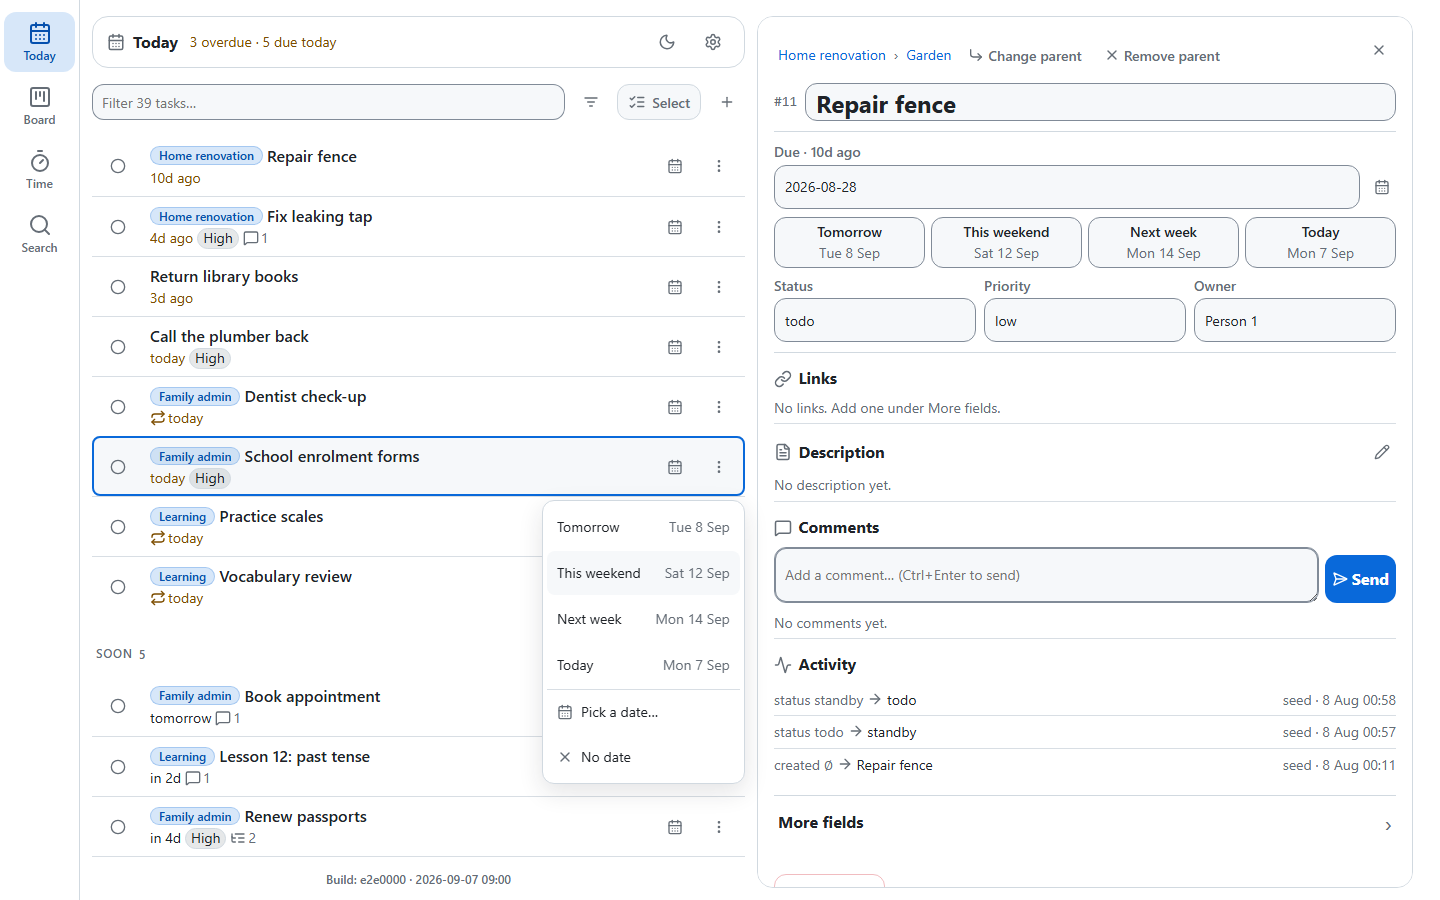 Today
Board
Time
Search
Today 3 overdue · 5 due today
Filter 39 tasks...
Select
Home renovation Repair fence
10d ago
Home renovation Fix leaking tap
4d ago High 1
Return library books
3d ago
Call the plumber back
today High
Family admin Dentist check-up
today
Family admin School enrolment forms
today High
Learning Practice scales
today
Learning Vocabulary review
today
SOON 5
Family admin Book appointment
tomorrow 1
Learning Lesson 12: past tense
in 2d 1
Family admin Renew passports
in 4d High 2
Build: e2e0000 · 2026-09-07 09:00
Tomorrow Tue 8 Sep
This weekend Sat 12 Sep
Next week Mon 14 Sep
Today Mon 7 Sep
Pick a date...
No date
Home renovation › Garden Change parent Remove parent
#11 Repair fence
Due · 10d ago
2026-08-28
Tomorrow This weekend Next week Today
Tue 8 Sep Sat 12 Sep Mon 14 Sep Mon 7 Sep
Status Priority Owner
todo low Person 1
Links
No links. Add one under More fields.
Description
No description yet.
Comments
Add a comment... (Ctrl+Enter to send)
Send
No comments yet.
Activity
status standby → todo seed · 8 Aug 00:58
status todo → standby seed · 8 Aug 00:57
created ∅ → Repair fence seed · 8 Aug 00:11
More fields